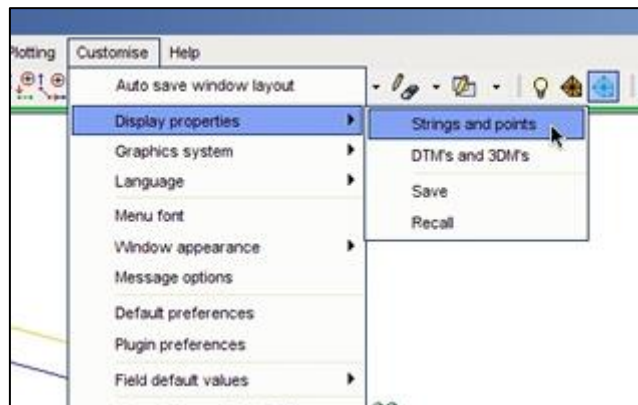 Plotting Customise Help
Auto save window layout
Display properties
Graphics system
Language
Menu font
Window appearance
Message options
Default preferences
Plugin preferences
Field default values
Strings and points
DTM's and 3DM's
Save
Recall